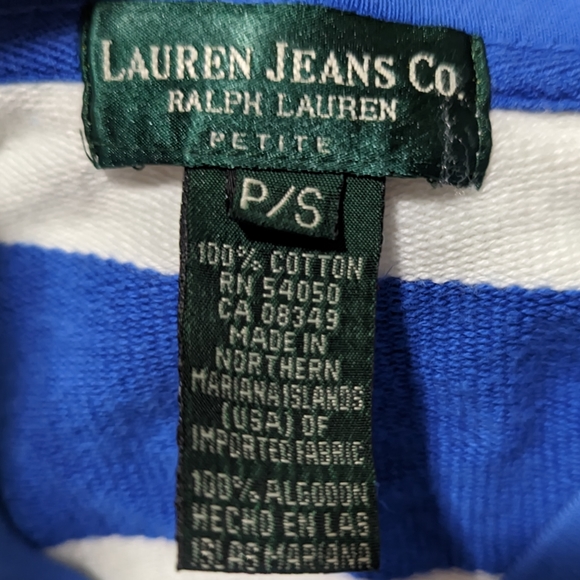 LAUREN JEANS CO.
RALPH LAUREN
PETITE
P/S
100% COTTON
RN 54050
CA 08349
MADE IN
NORTHERN
MARIANA ISLANDS
(USA) OF
IMPORTED FABRIC
100% ALGODON
HECHO EN LAS
ISLAS MARIANA